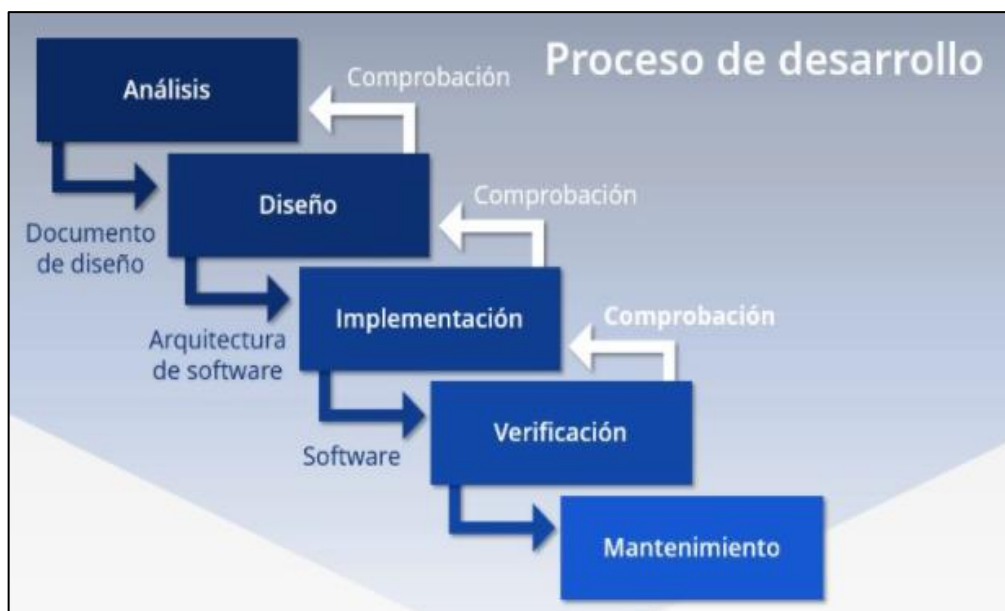 Proceso de desarrollo
Análisis
Comprobación
Diseño
Documento
de diseño
Comprobación
Implementación
Arquitectura
de software
Comprobación
Verificación
Software
Mantenimiento